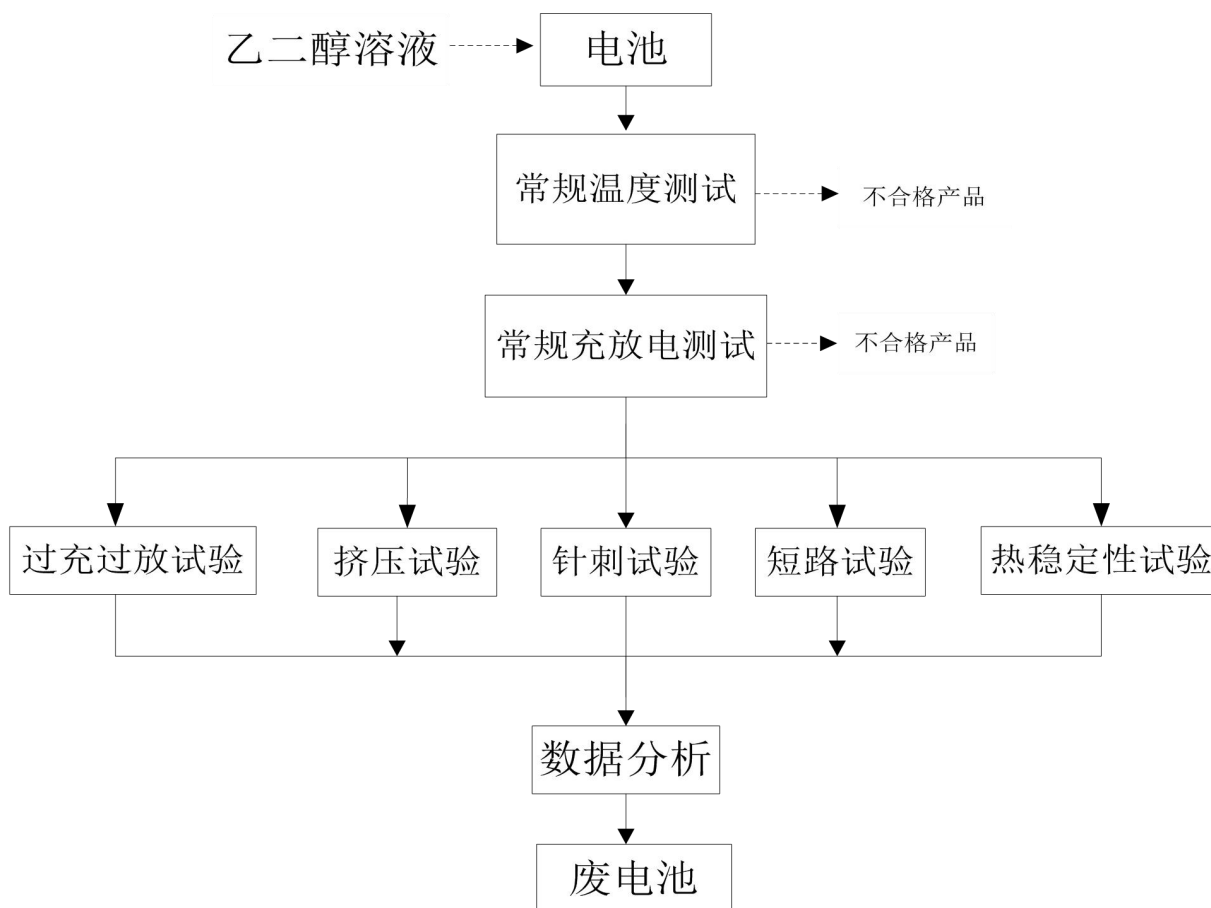 乙二醇溶液
电池
常规温度测试
不合格产品
常规充放电测试
不合格产品
过充过放试验
挤压试验
针刺试验
短路试验
热稳定性试验
数据分析
废电池